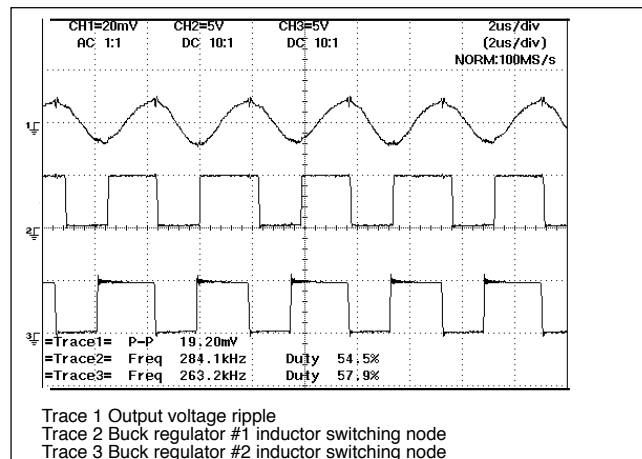 CH1=20mV CH2=5V CH3=5V 2us/div
AC 1:1 DC 10:1 DC 10:1 (2us/div)
NORM:100MS/s
1
2
3
=Trace1= P-P 19.20mV
=Trace2= Freq 284.1kHz Duty 54.5%
=Trace3= Freq 263.2kHz Duty 57.9%
Trace 1 Output voltage ripple
Trace 2 Buck regulator #1 inductor switching node
Trace 3 Buck regulator #2 inductor switching node